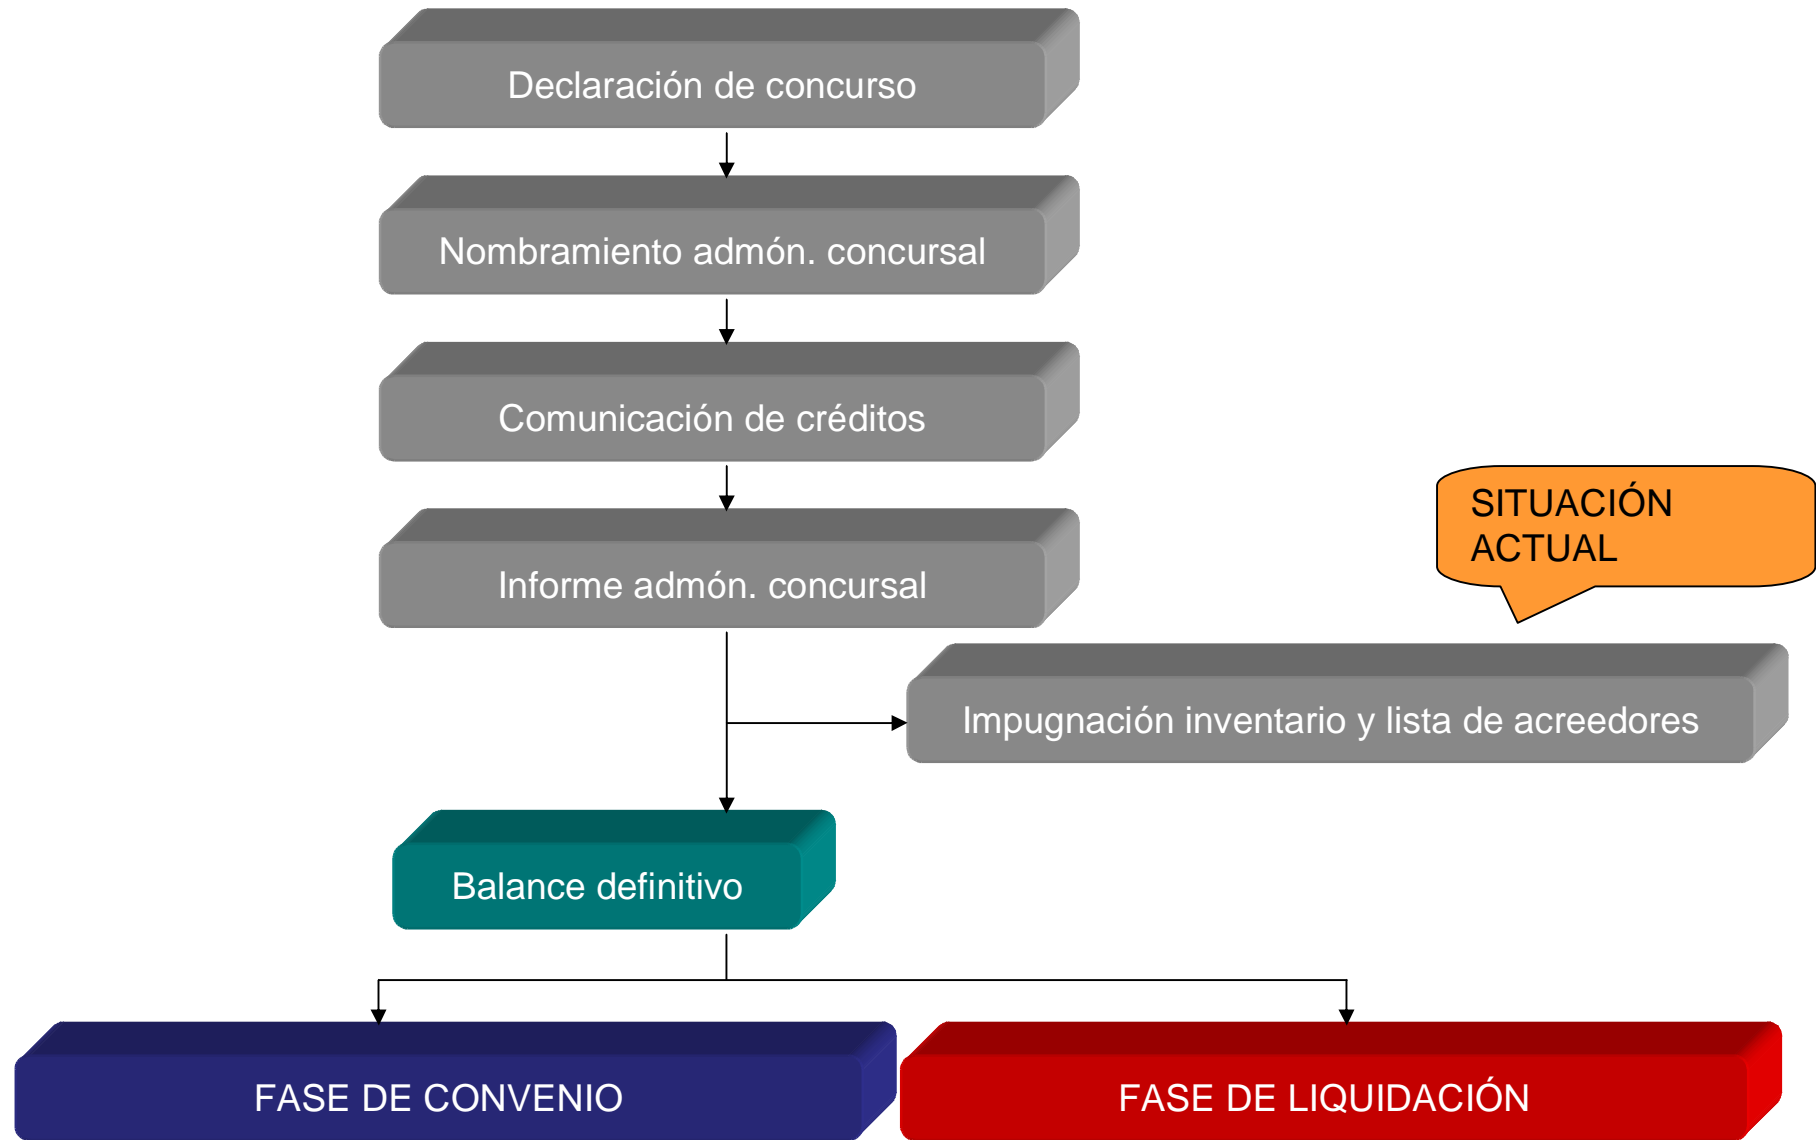 Declaración de concurso
Nombramiento admón. concursal
Comunicación de créditos
Informe admón. concursal
SITUACIÓN
ACTUAL
Impugnación inventario y lista de acreedores
Balance definitivo
FASE DE CONVENIO
FASE DE LIQUIDACIÓN